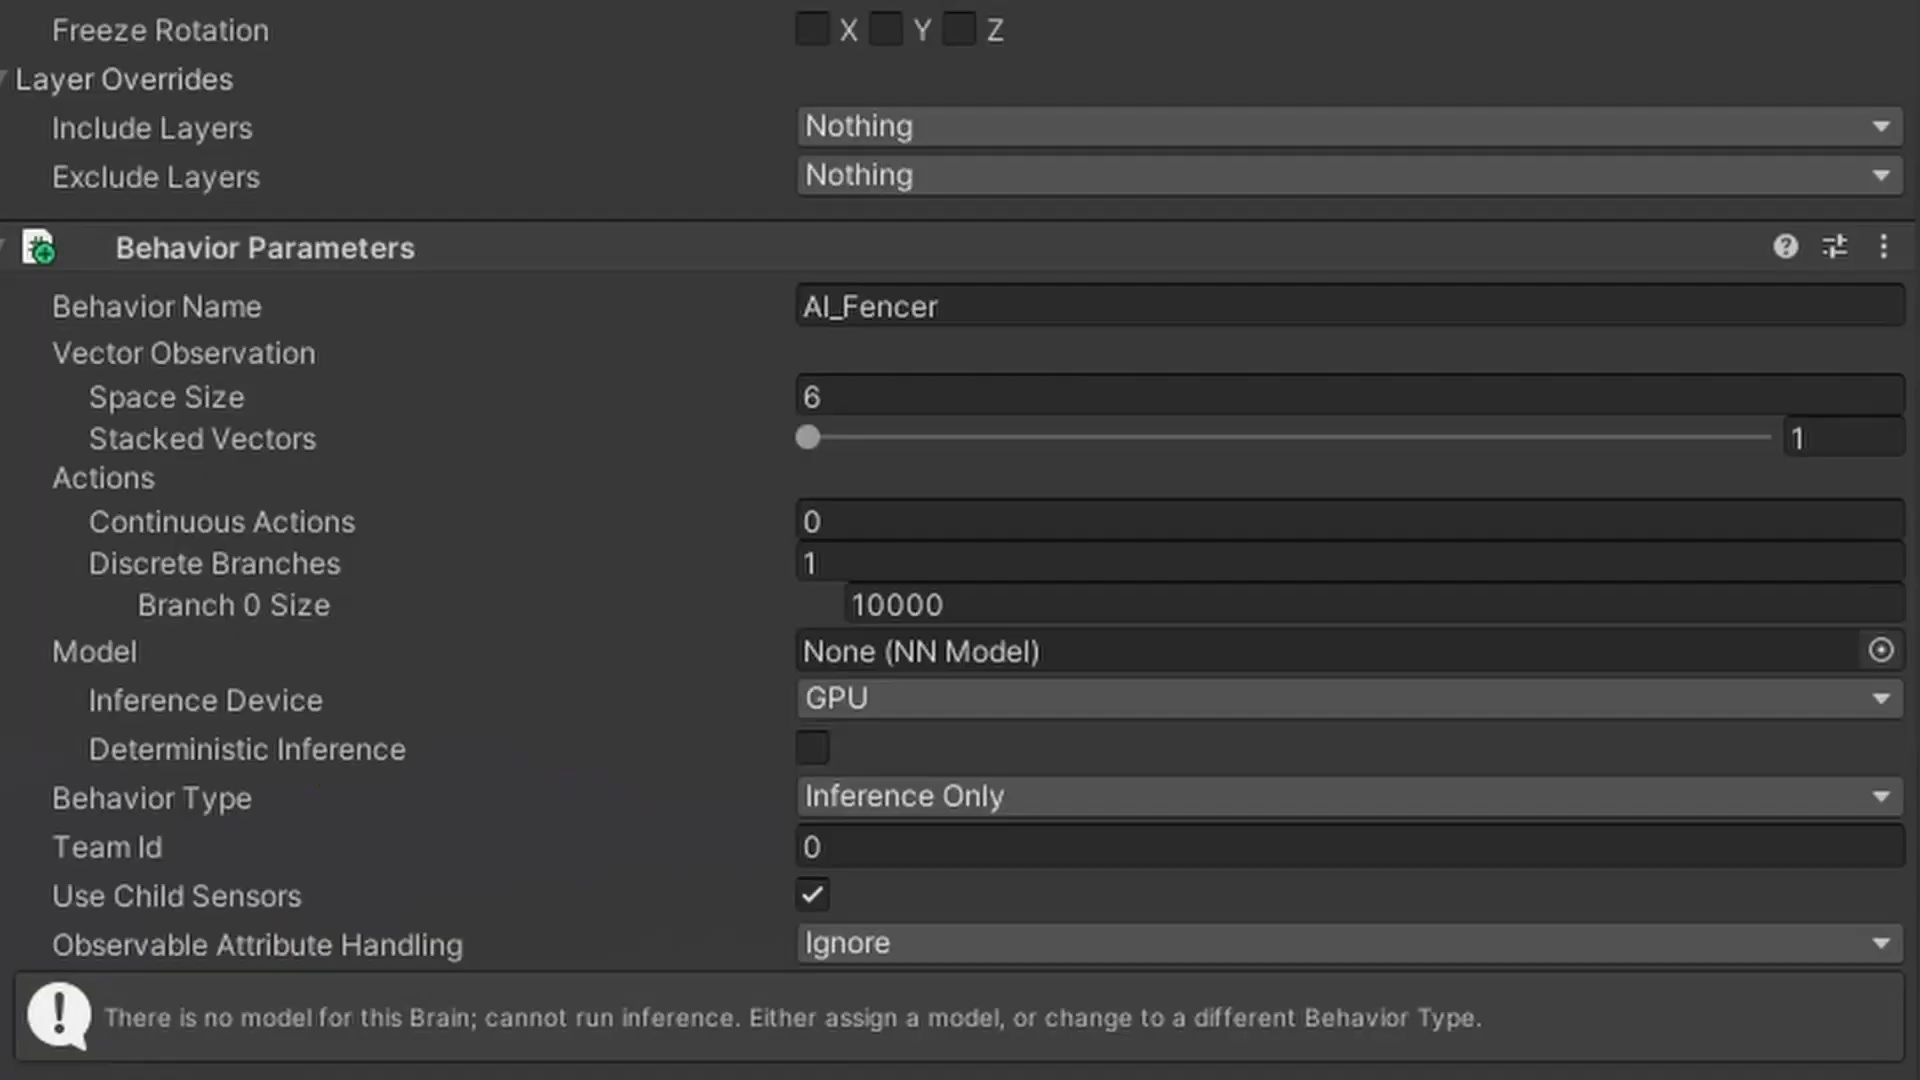 Freeze Rotation X Y Z
Layer Overrides
Include Layers Nothing
Exclude Layers Nothing
Behavior Parameters
Behavior Name AI_Fencer
Vector Observation
Space Size 6
Stacked Vectors 1
Actions
Continuous Actions 0
Discrete Branches 1
Branch 0 Size 10000
Model None (NN Model)
Inference Device GPU
Deterministic Inference
Behavior Type Inference Only
Team Id 0
Use Child Sensors
Observable Attribute Handling Ignore
There is no model for this Brain; cannot run inference. Either assign a model, or change to a different Behavior Type.